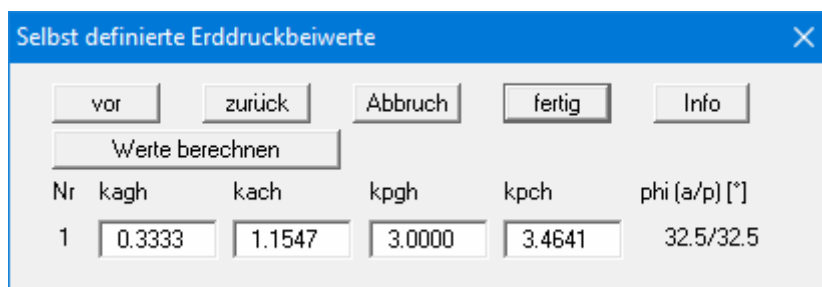 Selbst definierte Erddruckbeiwerte
vor zurück Abbruch fertig Info
Werte berechnen
Nr kagh kach kpgh kpch phi (a/p) [°]
1 0.3333 1.1547 3.0000 3.4641 32.5/32.5